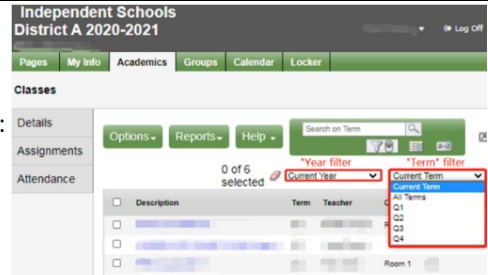 Independent Schools
District A 2020-2021
Log Off
Pages My Info Academics Groups Calendar Locker
Classes
:
Details
Assignments
Attendance
Options Reports Help
Search on Term
0 of 6
selected
"Year filter
"Term" filter
Current Year
Current Term
Current Term
All Terms
Q1
Q2
Q3
Q4
Description Term Teacher
Room 1